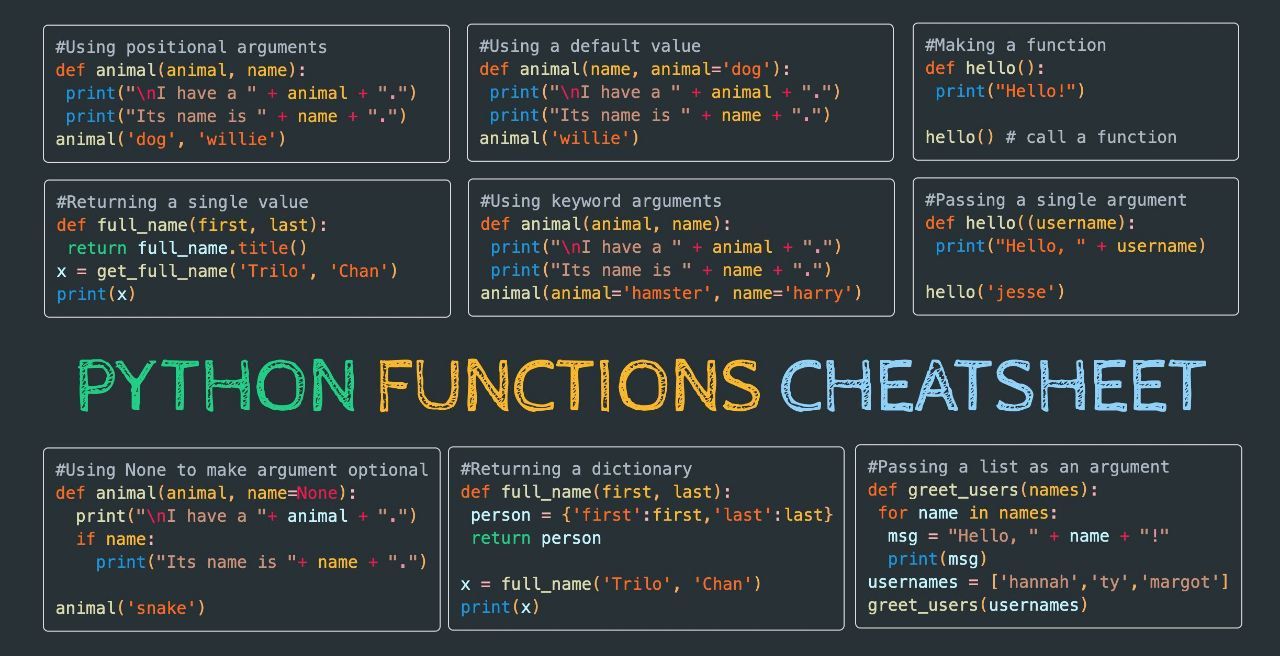 #Using positional arguments
def animal(animal, name):
 print("\nI have a " + animal + ".")
 print("Its name is " + name + ".")
animal('dog', 'willie')
#Using a default value
def animal(name, animal='dog'):
 print("\nI have a " + animal + ".")
 print("Its name is " + name + ".")
animal('willie')
#Making a function
def hello():
 print("Hello!")
hello() # call a function
#Returning a single value
def full_name(first, last):
 return full_name.title()
x = get_full_name('Trilo', 'Chan')
print(x)
#Using keyword arguments
def animal(animal, name):
 print("\nI have a " + animal + ".")
 print("Its name is " + name + ".")
animal(animal='hamster', name='harry')
#Passing a single argument
def hello((username):
 print("Hello, " + username)
hello('jesse')
PYTHON FUNCTIONS CHEATSHEET
#Using None to make argument optional
def animal(animal, name=None):
  print("\nI have a "+ animal + ".")
  if name:
    print("Its name is "+ name + ".")
animal('snake')
#Returning a dictionary
def full_name(first, last):
 person = {'first':first,'last':last}
 return person
x = full_name('Trilo', 'Chan')
print(x)
#Passing a list as an argument
def greet_users(names):
 for name in names:
  msg = "Hello, " + name + "!"
  print(msg)
usernames = ['hannah','ty','margot']
greet_users(usernames)